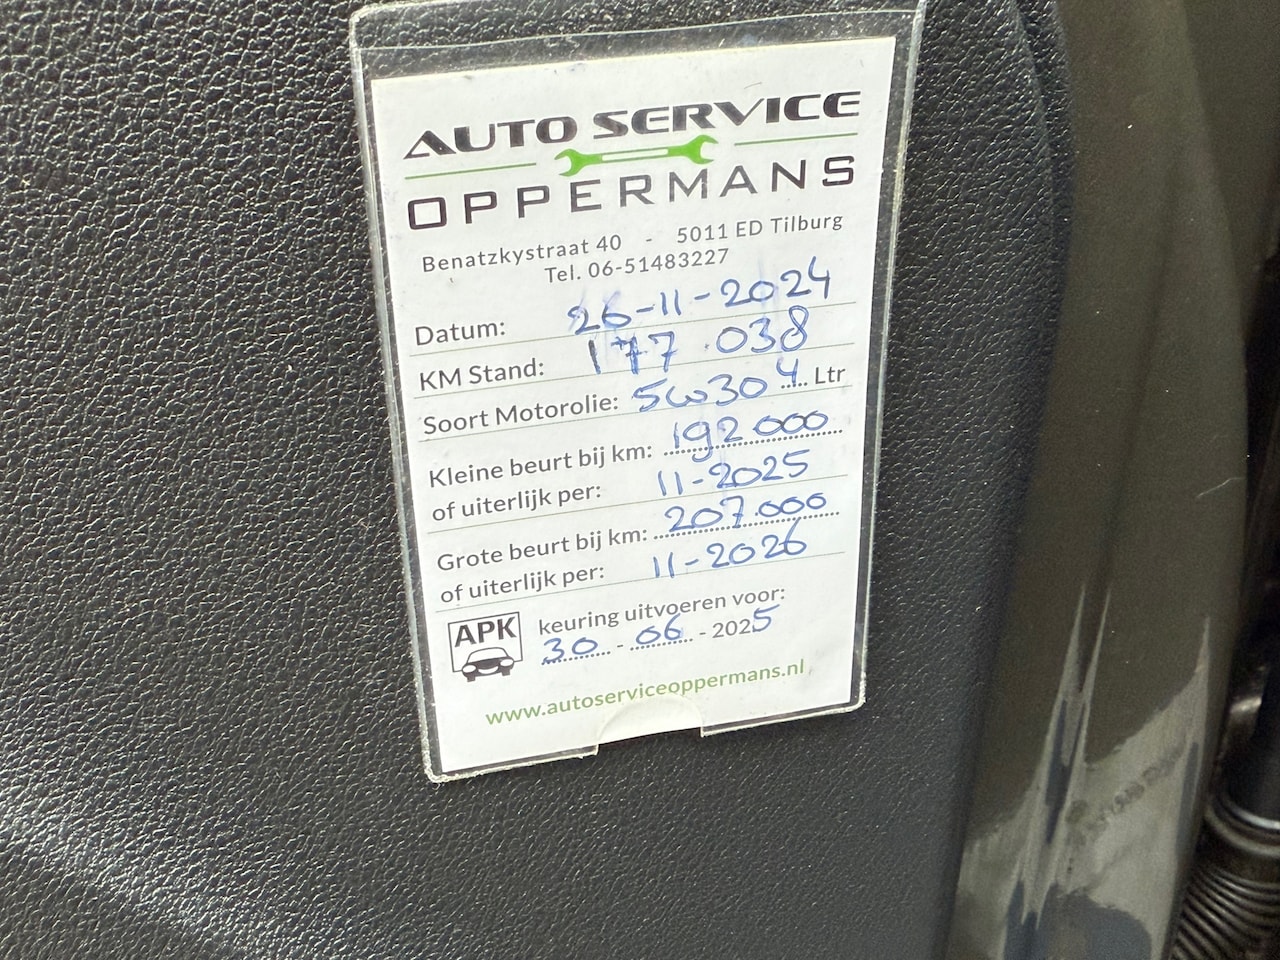 AUTO SERVICE
OPPERMANS
Benatzkystraat 40 - 5011 ED Tilburg
Tel. 06-51483227
Datum: 26-11-2024
KM Stand: 177.038
Soort Motorolie: 5W30 4 Ltr
Kleine beurt bij km: 192000
of uiterlijk per: 11-2025
Grote beurt bij km: 207.000
of uiterlijk per: 11-2026
APK keuring uitvoeren voor:
30 - 06 - 2025
www.autoserviceoppermans.nl